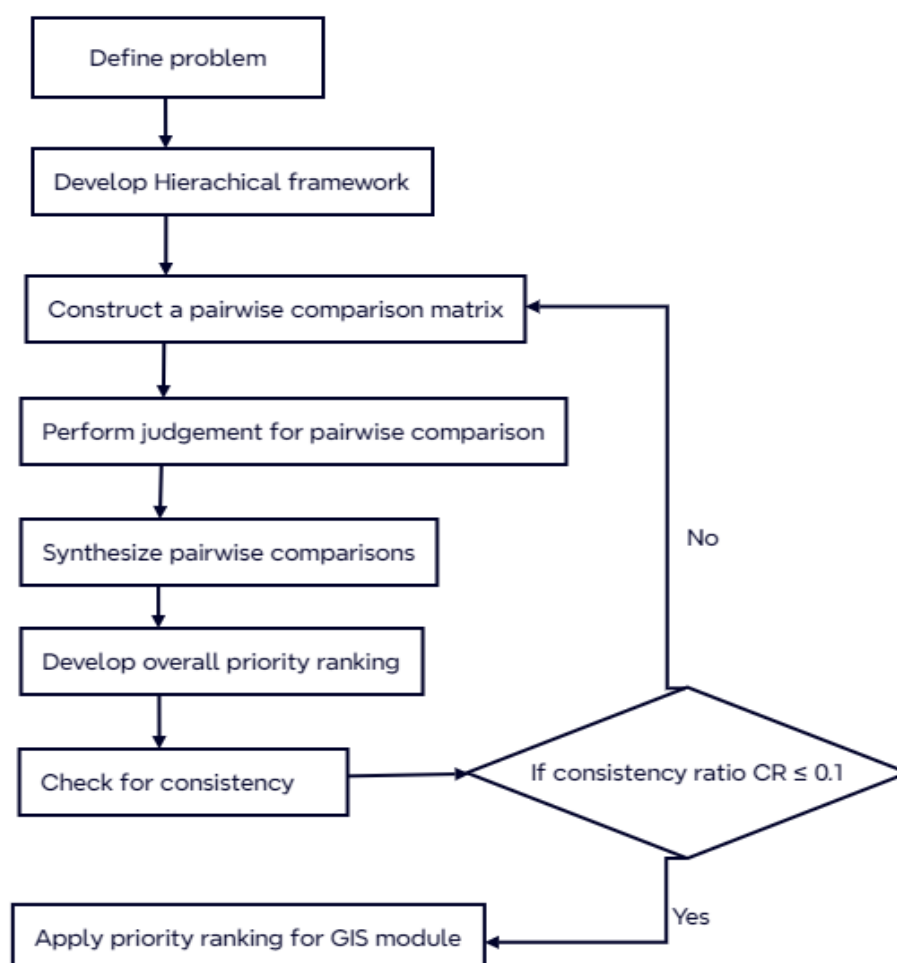 Define problem
Develop Hierachical framework
Construct a pairwise comparison matrix
Perform judgement for pairwise comparison
Synthesize pairwise comparisons
Develop overall priority ranking
Check for consistency
If consistency ratio CR ≤ 0.1
No
Yes
Apply priority ranking for GIS module